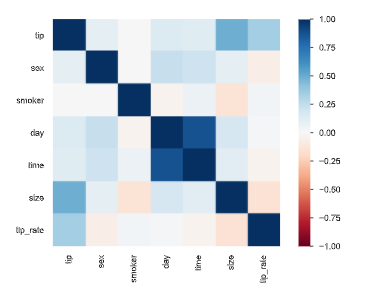 tip
sex
smoker
day
time
size
tip_rate
tip
sex
smoker
day
time
size
tip_rate
1.00
0.75
0.50
0.25
0.00
−0.25
−0.50
−0.75
−1.00